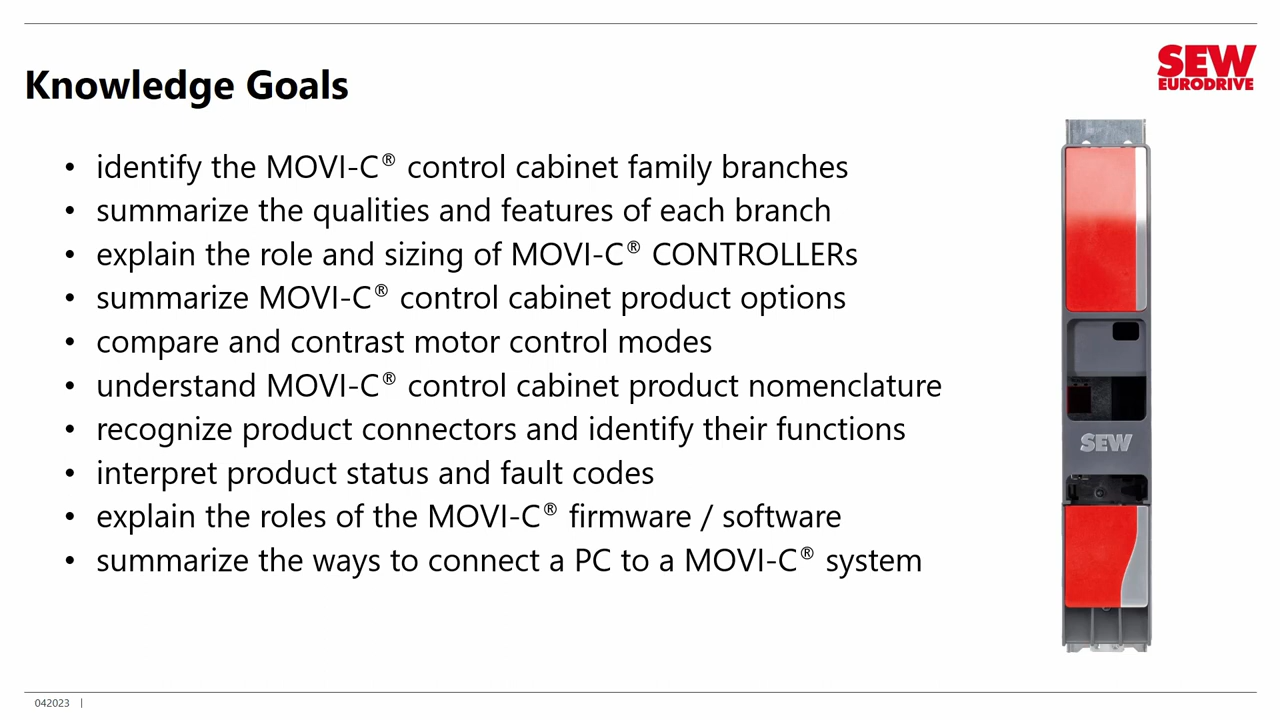 Knowledge Goals
SEW
EURODRIVE
• identify the MOVI-C® control cabinet family branches
• summarize the qualities and features of each branch
• explain the role and sizing of MOVI-C® CONTROLLERs
• summarize MOVI-C® control cabinet product options
• compare and contrast motor control modes
• understand MOVI-C® control cabinet product nomenclature
• recognize product connectors and identify their functions
• interpret product status and fault codes
• explain the roles of the MOVI-C® firmware / software
• summarize the ways to connect a PC to a MOVI-C® system
SEW
042023 |